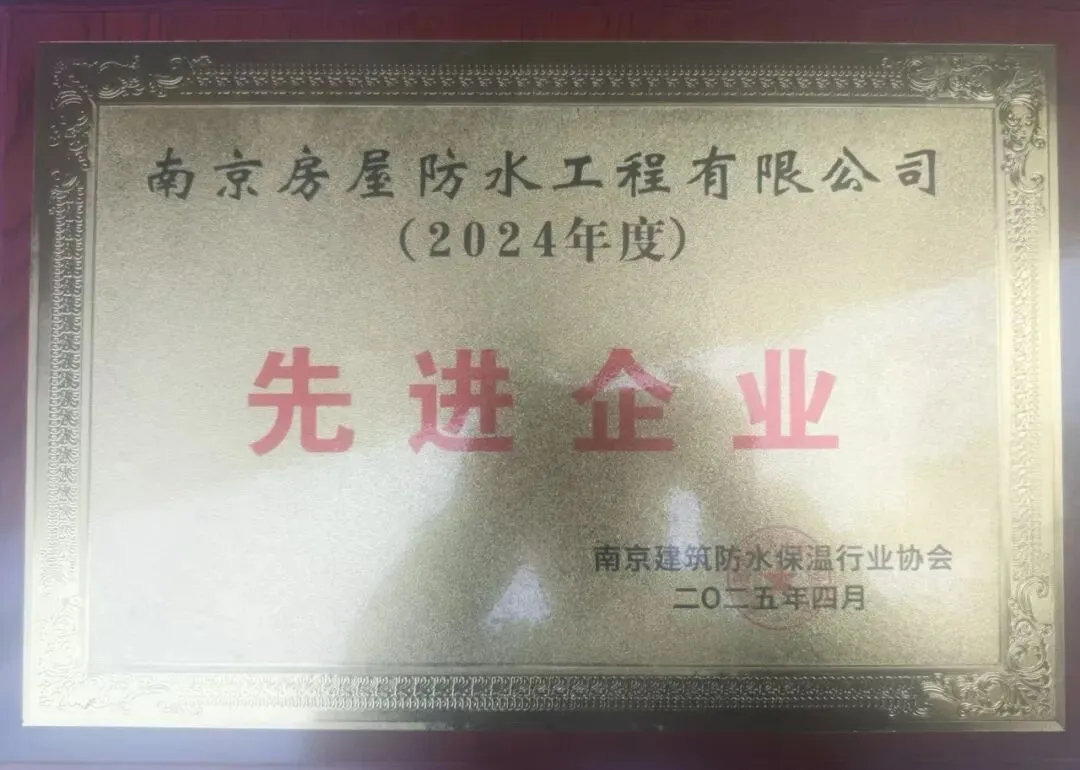 南京房屋防水工程有限公司
（2024年度）
先进企业
南京建筑防水保温行业协会
二〇二五年四月